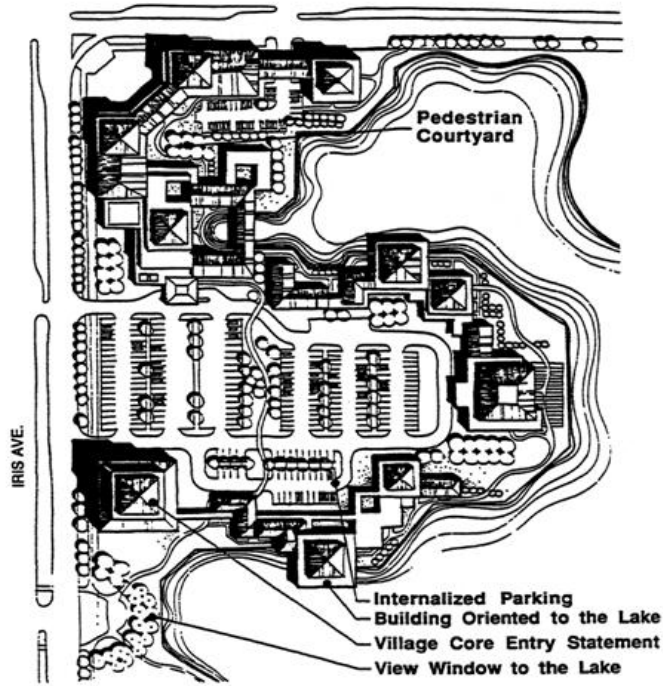 Pedestrian
Courtyard
IRIS AVE.
Internalized Parking
Building Oriented to the Lake
Village Core Entry Statement
View Window to the Lake